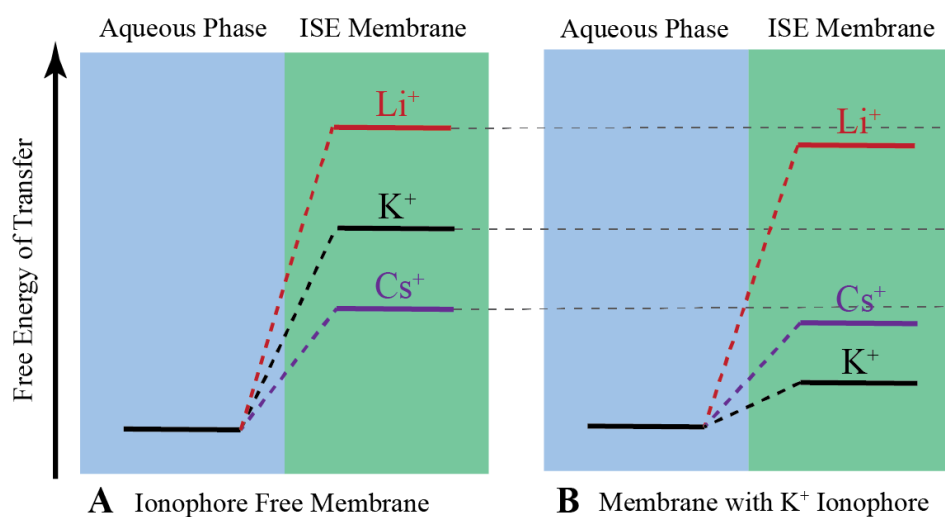 Aqueous Phase ISE Membrane
Aqueous Phase ISE Membrane
Free Energy of Transfer
Li⁺
K⁺
Cs⁺
Li⁺
Cs⁺
K⁺
A Ionophore Free Membrane
B Membrane with K⁺ Ionophore